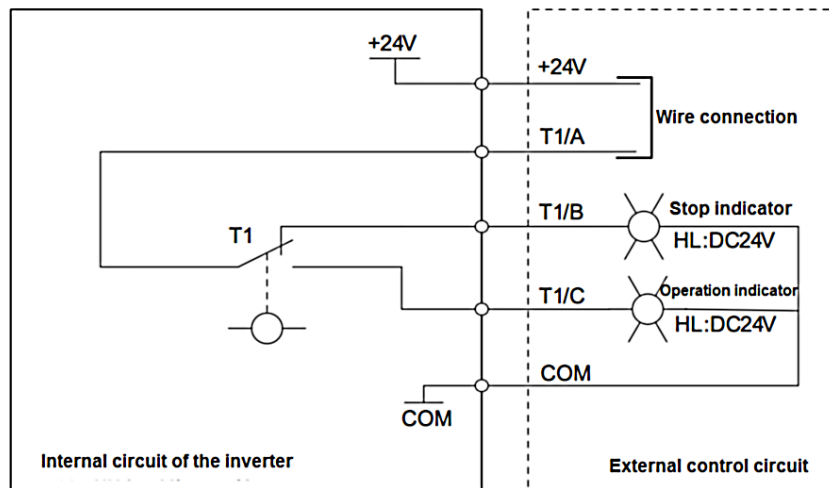 +24V
+24V
Wire connection
T1/A
T1/B
Stop indicator
T1
HL:DC24V
T1/C
Operation indicator
HL:DC24V
COM
COM
Internal circuit of the inverter
External control circuit